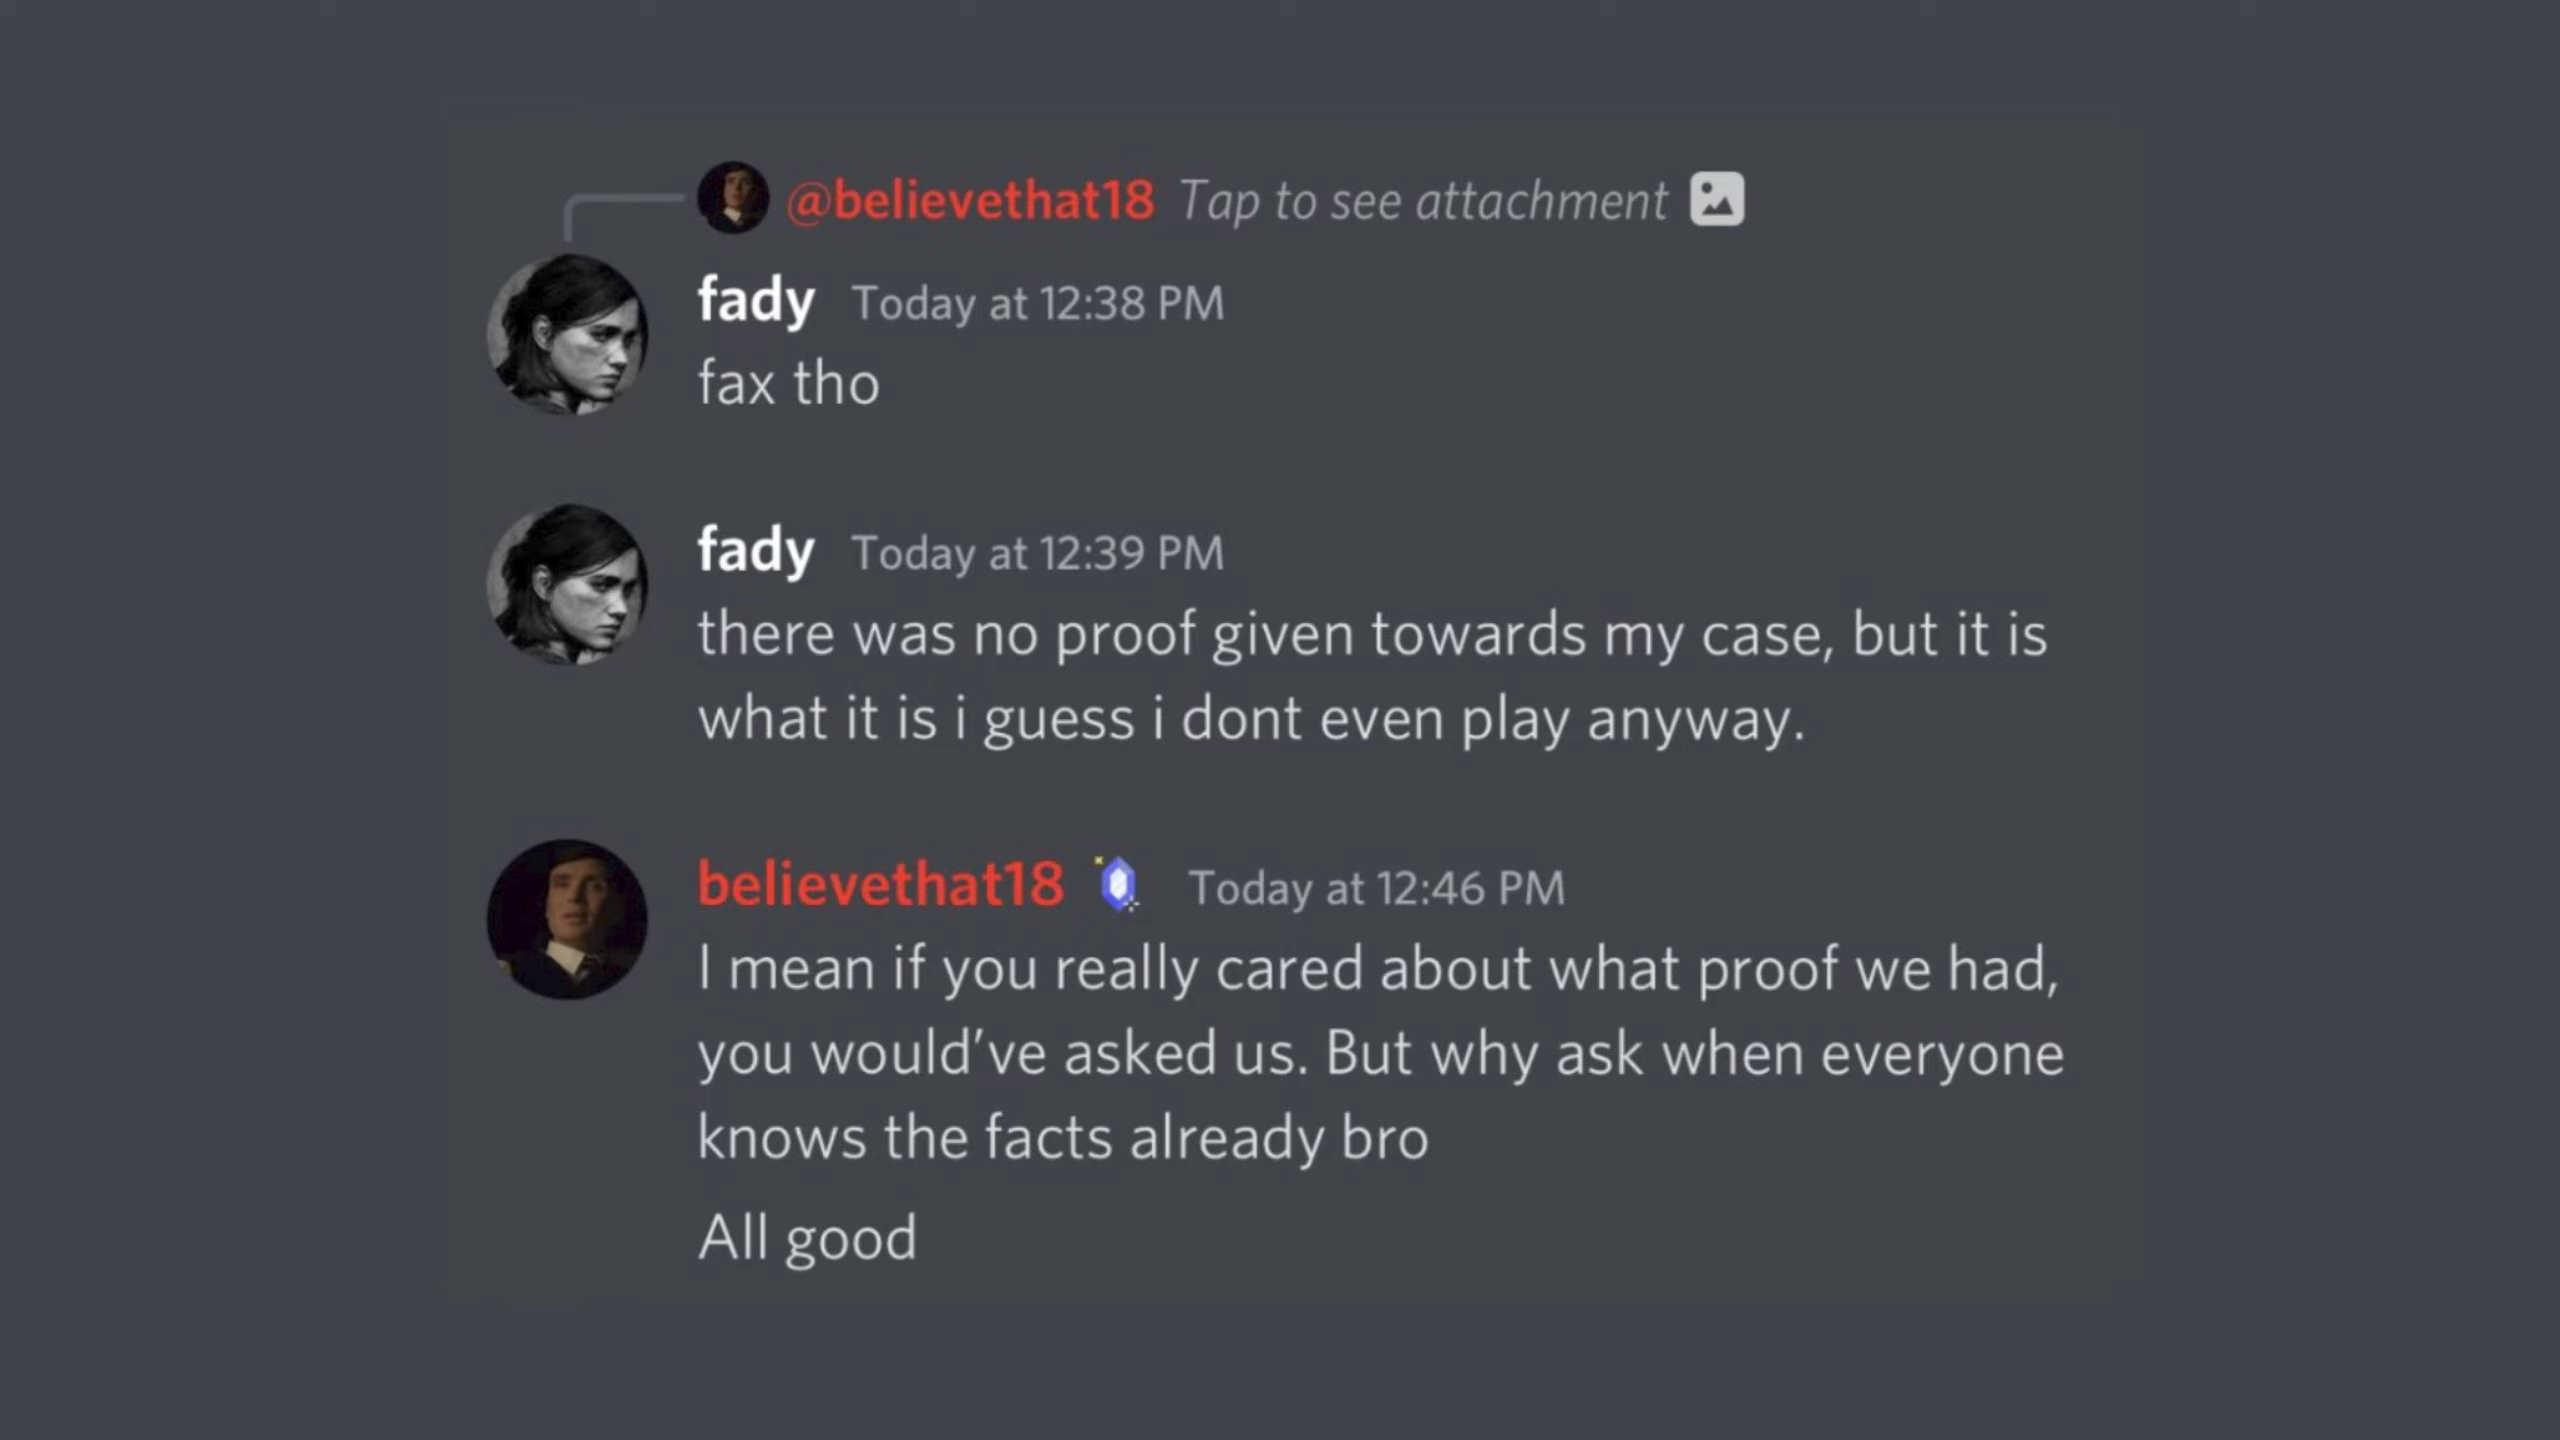 @believethat18 Tap to see attachment
fady Today at 12:38 PM
fax tho
fady Today at 12:39 PM
there was no proof given towards my case, but it is
what it is i guess i dont even play anyway.
believethat18 Today at 12:46 PM
I mean if you really cared about what proof we had,
you would’ve asked us. But why ask when everyone
knows the facts already bro
All good